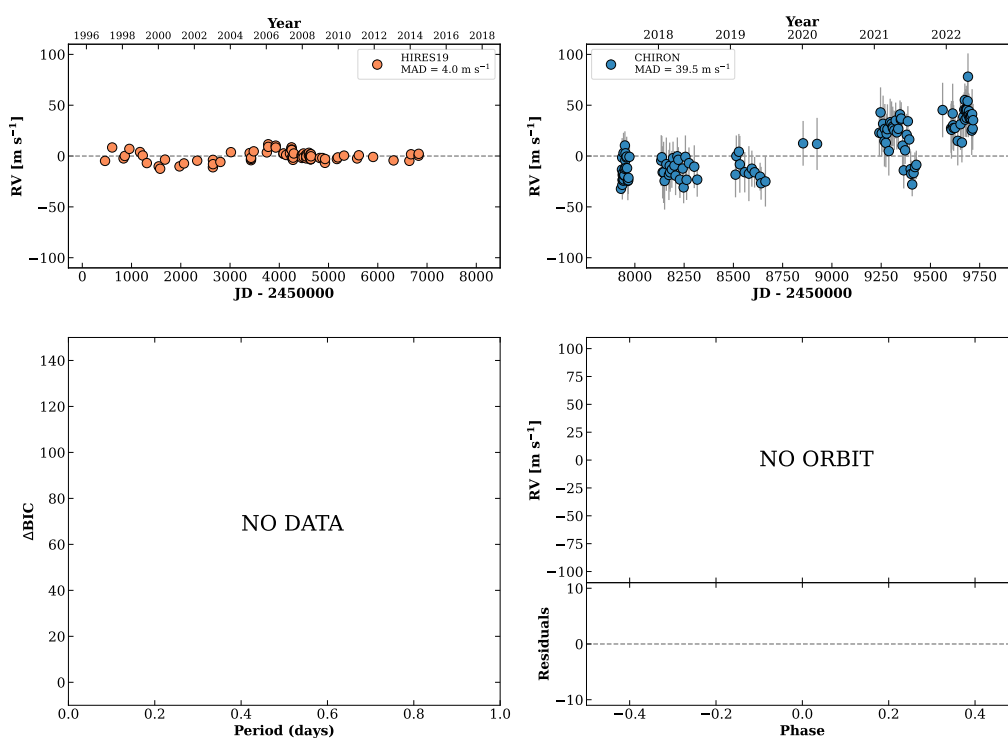 Year
1996 1998 2000 2002 2004 2006 2008 2010 2012 2014 2016 2018
100
50
0
−50
−100
RV [m s⁻¹]
HIRES19
MAD = 4.0 m s⁻¹
0 1000 2000 3000 4000 5000 6000 7000 8000
JD - 2450000
Year
2018 2019 2020 2021 2022
100
50
0
−50
−100
RV [m s⁻¹]
CHIRON
MAD = 39.5 m s⁻¹
8000 8250 8500 8750 9000 9250 9500 9750
JD - 2450000
140
120
100
80
60
40
20
0
ΔBIC
NO DATA
0.0 0.2 0.4 0.6 0.8 1.0
Period (days)
100
75
50
25
0
−25
−50
−75
−100
RV [m s⁻¹]
NO ORBIT
10
0
−10
Residuals
−0.4 −0.2 0.0 0.2 0.4
Phase